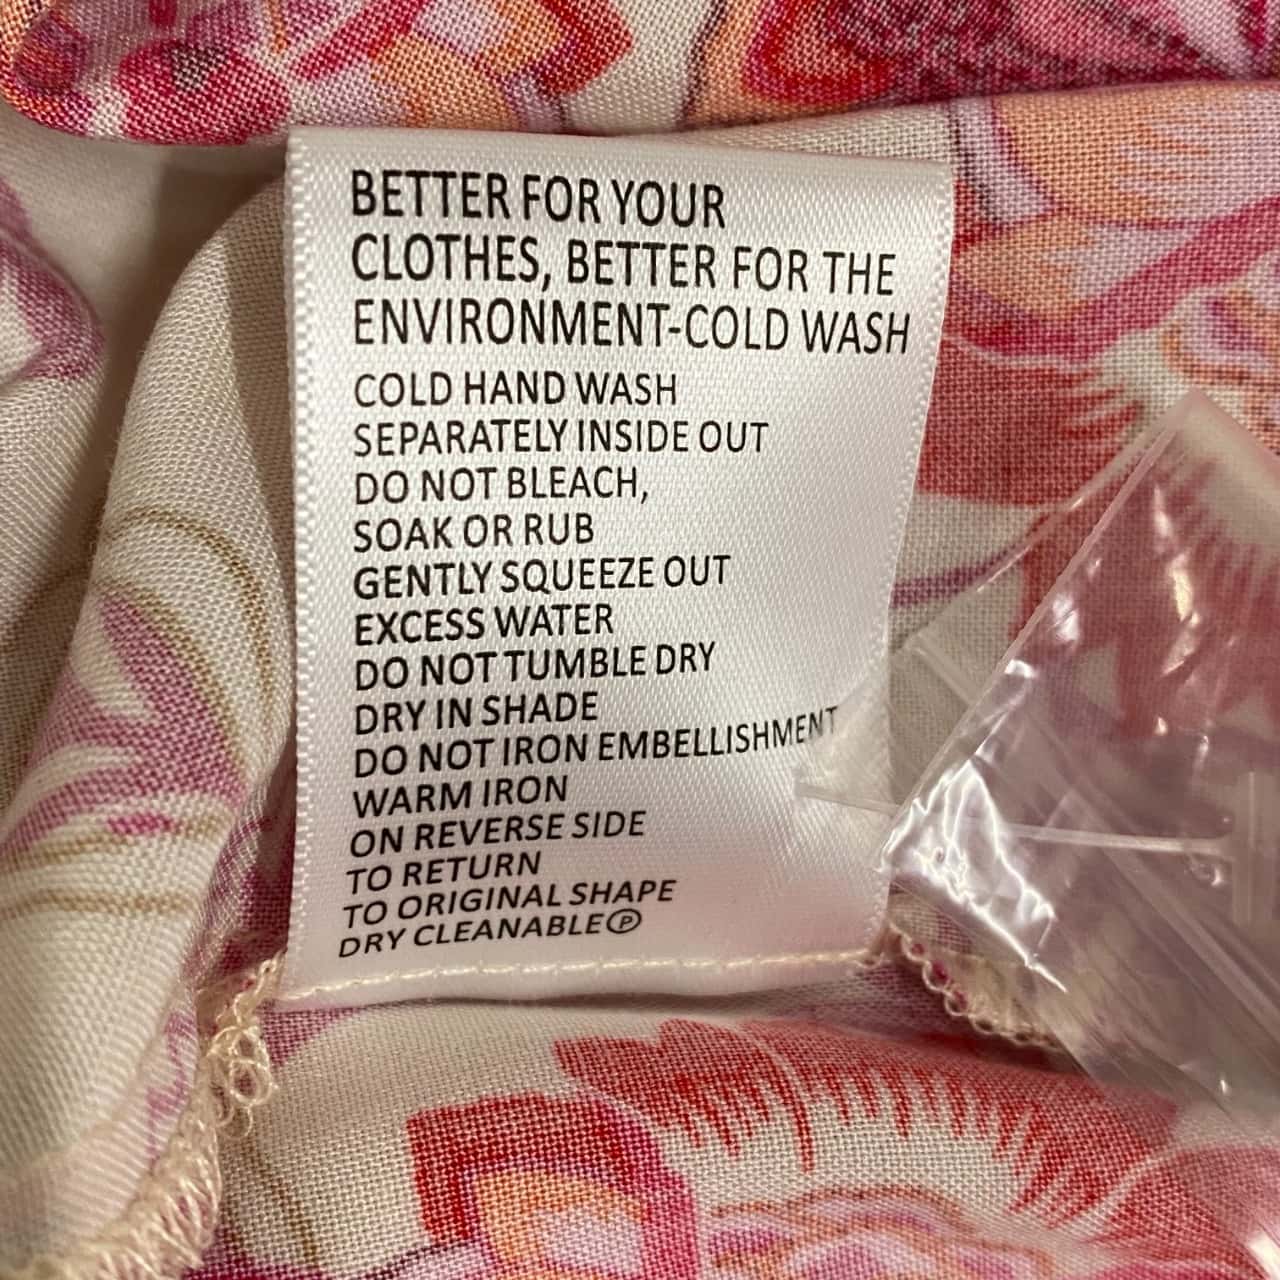 BETTER FOR YOUR
CLOTHES, BETTER FOR THE
ENVIRONMENT-COLD WASH
COLD HAND WASH
SEPARATELY INSIDE OUT
DO NOT BLEACH,
SOAK OR RUB
GENTLY SQUEEZE OUT
EXCESS WATER
DO NOT TUMBLE DRY
DRY IN SHADE
DO NOT IRON EMBELLISHMENT
WARM IRON
ON REVERSE SIDE
TO RETURN
TO ORIGINAL SHAPE
DRY CLEANABLE Ⓟ